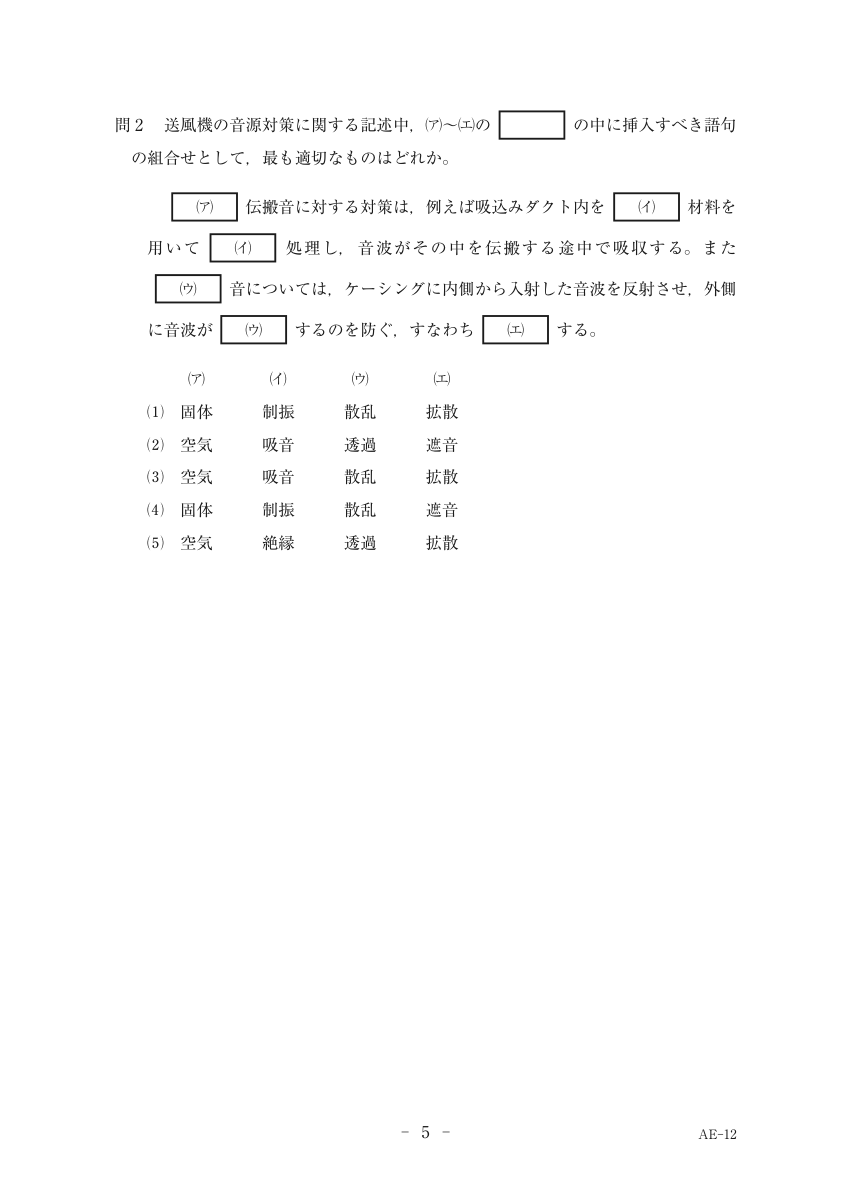 問2 送風機の音源対策に関する記述中，㋐～㋓の の中に挿入すべき語句
の組合せとして，最も適切なものはどれか。
(ア) 伝搬音に対する対策は，例えば吸込みダクト内を (イ) 材料を
用いて (イ) 処理し，音波がその中を伝搬する途中で吸収する。また
(ウ) 音については，ケーシングに内側から入射した音波を反射させ，外側
に音波が (ウ) するのを防ぐ，すなわち (エ) する。
(ア) (イ) (ウ) (エ)
(1) 固体 制振 散乱 拡散
(2) 空気 吸音 透過 遮音
(3) 空気 吸音 散乱 拡散
(4) 固体 制振 散乱 遮音
(5) 空気 絶縁 透過 拡散
- 5 -
AE-12